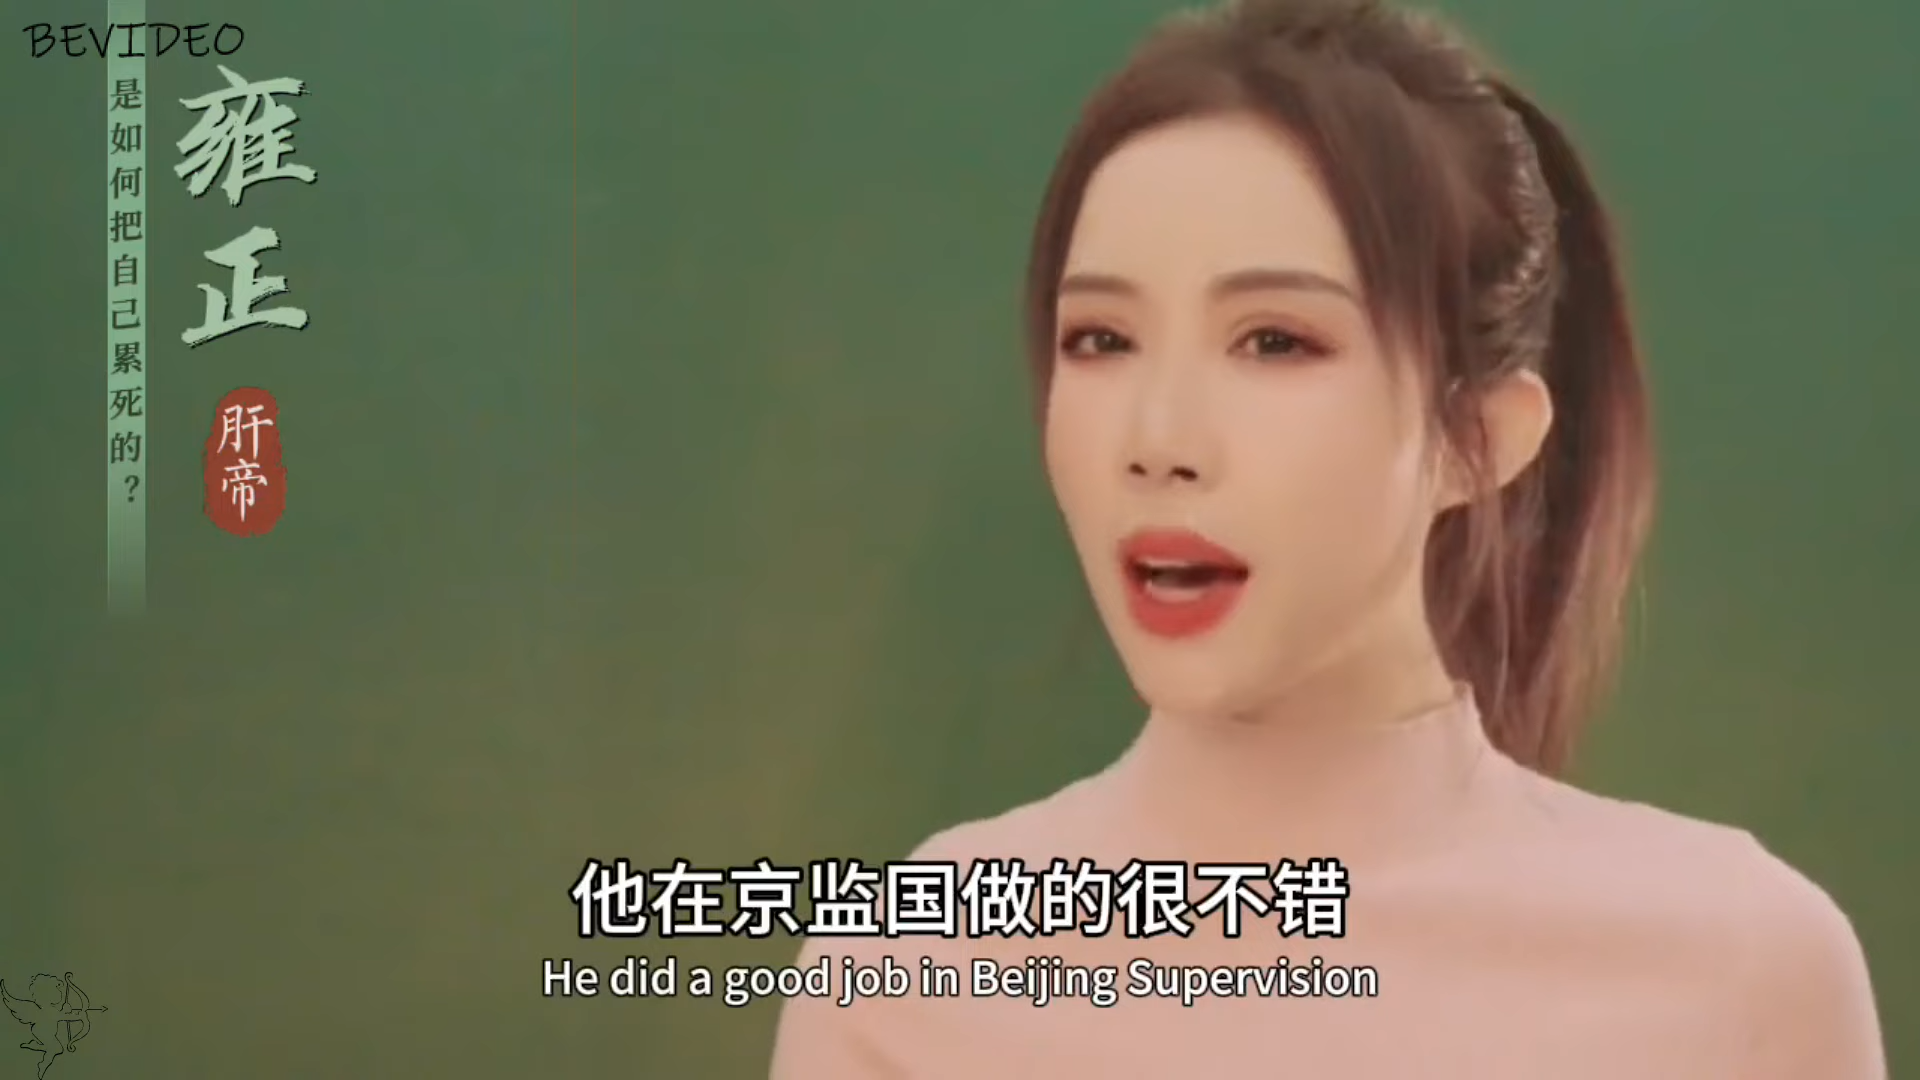 BEVIDEO
雍正
是如何把自己累死的？
肝帝
他在京监国做的很不错
He did a good job in Beijing Supervision